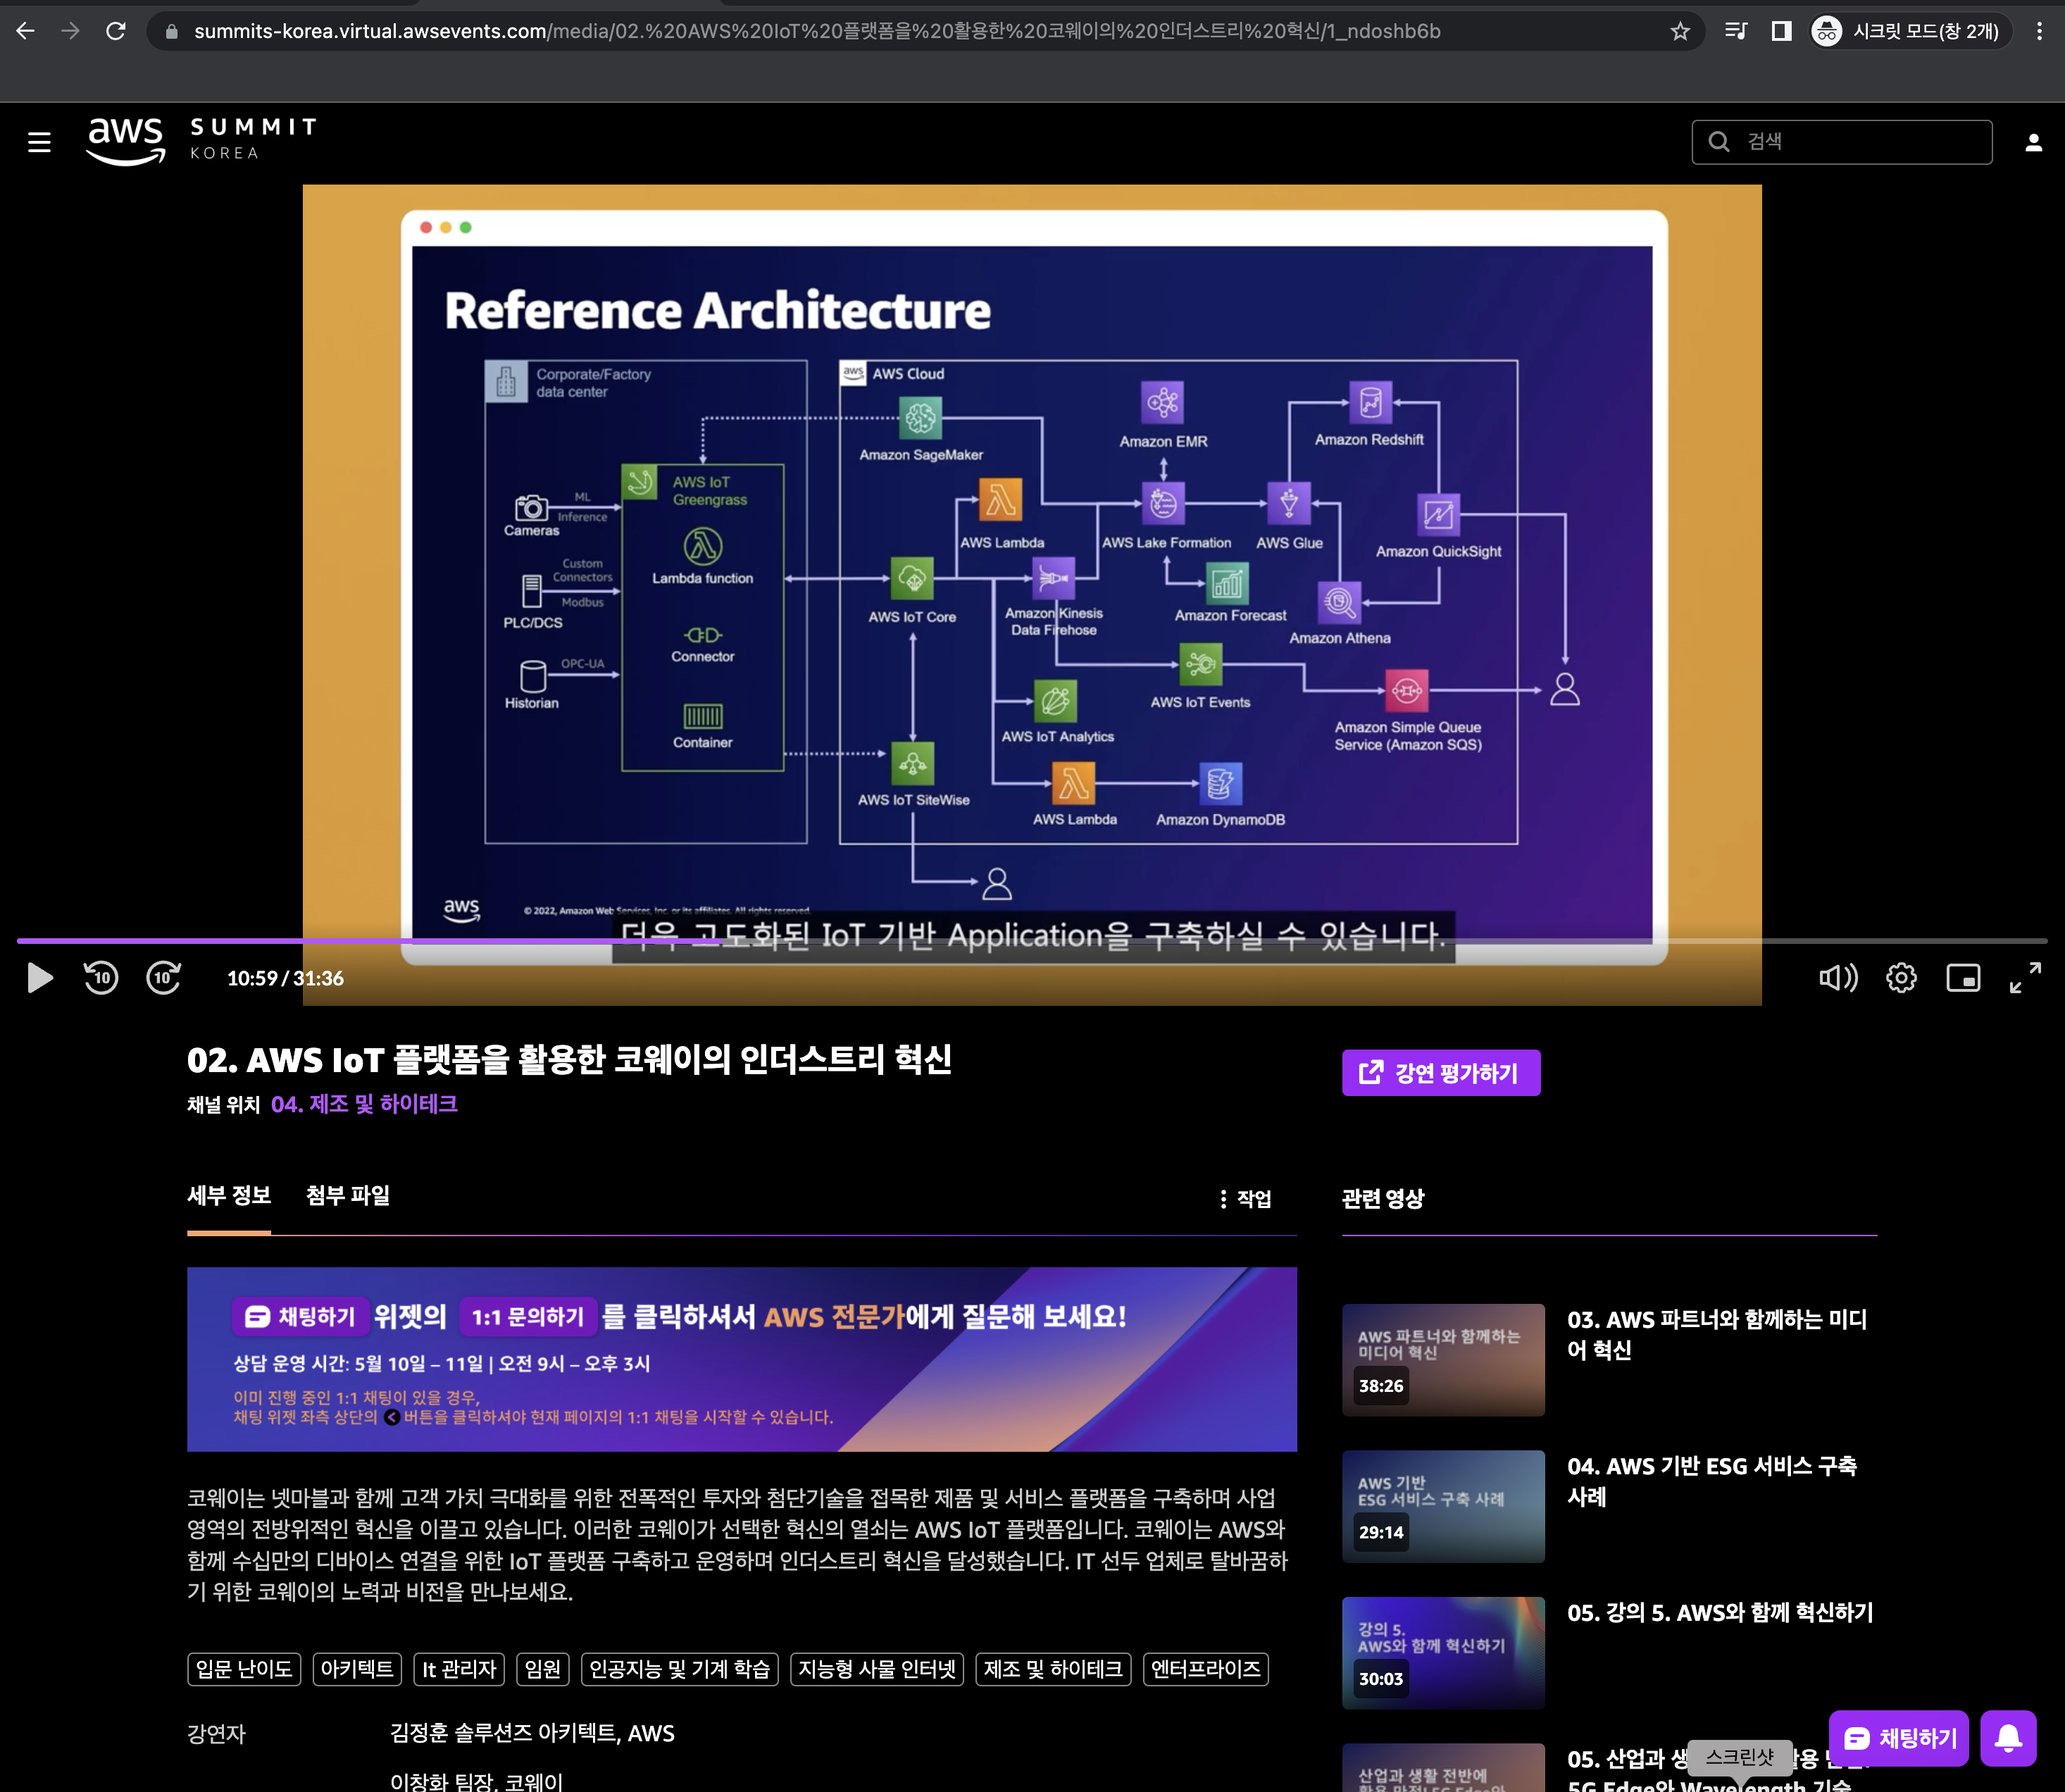 summits-korea.virtual.awsevents.com/media/02.%20AWS%20IoT%20플랫폼을%20활용한%20코웨이의%20인더스트리%20혁신/1_ndoshb6b
시크릿 모드(창 2개)
aws SUMMIT
KOREA
검색
Reference Architecture
Corporate/Factory
data center
Cameras
ML
Inference
PLC/DCS
Custom
Connectors
Modbus
Historian
OPC-UA
AWS IoT
Greengrass
Lambda function
Connector
Container
aws AWS Cloud
Amazon SageMaker
AWS Lambda
AWS IoT Core
Amazon Kinesis
Data Firehose
AWS IoT Analytics
AWS IoT SiteWise
AWS Lambda
Amazon DynamoDB
Amazon EMR
AWS Lake Formation
AWS Glue
Amazon Forecast
Amazon Redshift
Amazon QuickSight
Amazon Athena
AWS IoT Events
Amazon Simple Queue
Service (Amazon SQS)
aws
© 2022, Amazon Web Services, Inc. or its affiliates. All rights reserved.
더욱 고도화된 IoT 기반 Application을 구축하실 수 있습니다.
10
10
10:59 / 31:36
02. AWS IoT 플랫폼을 활용한 코웨이의 인더스트리 혁신
채널 위치 04. 제조 및 하이테크
강연 평가하기
세부 정보
첨부 파일
작업
채팅하기 위젯의 1:1 문의하기 를 클릭하셔서 AWS 전문가에게 질문해 보세요!
상담 운영 시간: 5월 10일 – 11일 | 오전 9시 – 오후 3시
이미 진행 중인 1:1 채팅이 있을 경우,
채팅 위젯 좌측 상단의 < 버튼을 클릭하셔야 현재 페이지의 1:1 채팅을 시작할 수 있습니다.
코웨이는 넷마블과 함께 고객 가치 극대화를 위한 전폭적인 투자와 첨단기술을 접목한 제품 및 서비스 플랫폼을 구축하며 사업
영역의 전방위적인 혁신을 이끌고 있습니다. 이러한 코웨이가 선택한 혁신의 열쇠는 AWS IoT 플랫폼입니다. 코웨이는 AWS와
함께 수십만의 디바이스 연결을 위한 IoT 플랫폼 구축하고 운영하며 인더스트리 혁신을 달성했습니다. IT 선두 업체로 탈바꿈하
기 위한 코웨이의 노력과 비전을 만나보세요.
입문 난이도
아키텍트
It 관리자
임원
인공지능 및 기계 학습
지능형 사물 인터넷
제조 및 하이테크
엔터프라이즈
강연자
김정훈 솔루션즈 아키텍트, AWS
이창화 팀장, 코웨이
관련 영상
AWS 파트너와 함께하는
미디어 혁신
38:26
03. AWS 파트너와 함께하는 미디
어 혁신
AWS 기반
ESG 서비스 구축 사례
29:14
04. AWS 기반 ESG 서비스 구축
사례
강의 5.
AWS와 함께 혁신하기
30:03
05. 강의 5. AWS와 함께 혁신하기
산업과 생활 전반에
05. 산업과
5G Edge와 Wavelength 기술
스크린샷
채팅하기